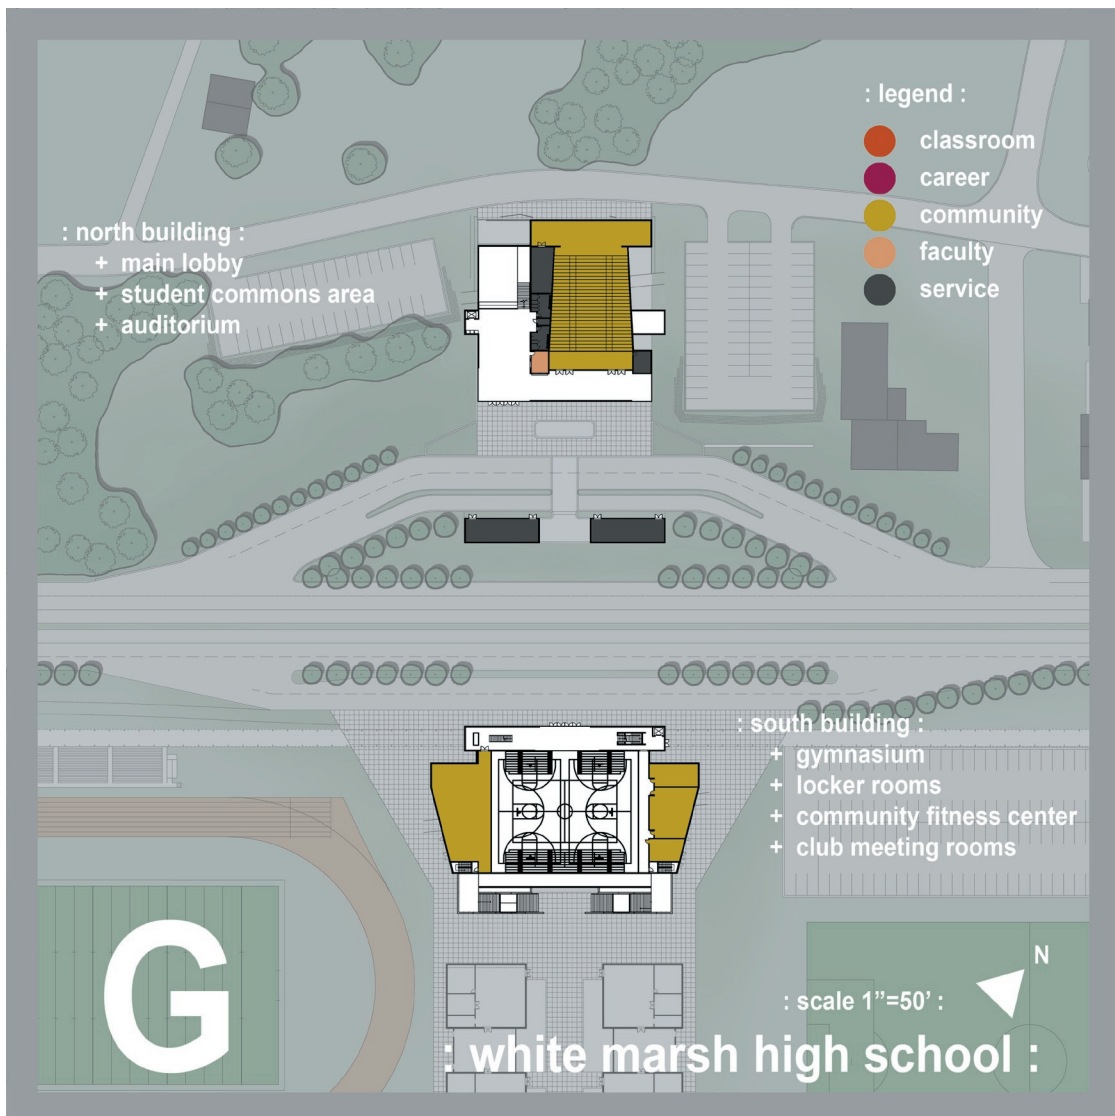 : legend :
classroom
career
community
faculty
service
: north building :
+ main lobby
+ student commons area
+ auditorium
: south building :
+ gymnasium
+ locker rooms
+ community fitness center
+ club meeting rooms
N
: scale 1”=50’ :
G
: white marsh high school :